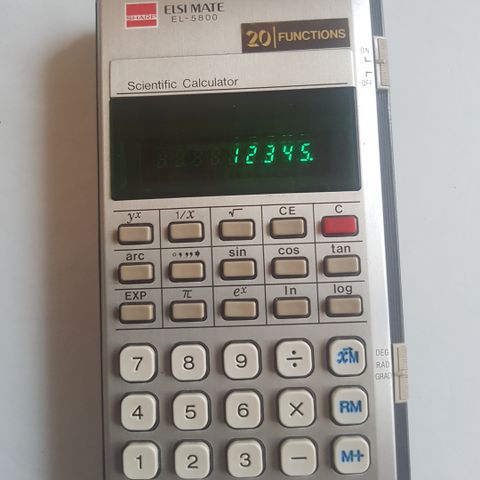 SHARP ELSI MATE
EL-5800
20 FUNCTIONS
ON
OFF
Scientific Calculator
12345.
yˣ 1/x √ CE C
arc sin cos tan
EXP π eˣ ln log
7 8 9 ÷
DEG
RAD
GRAD
4 5 6 × RM
1 2 3 − M+